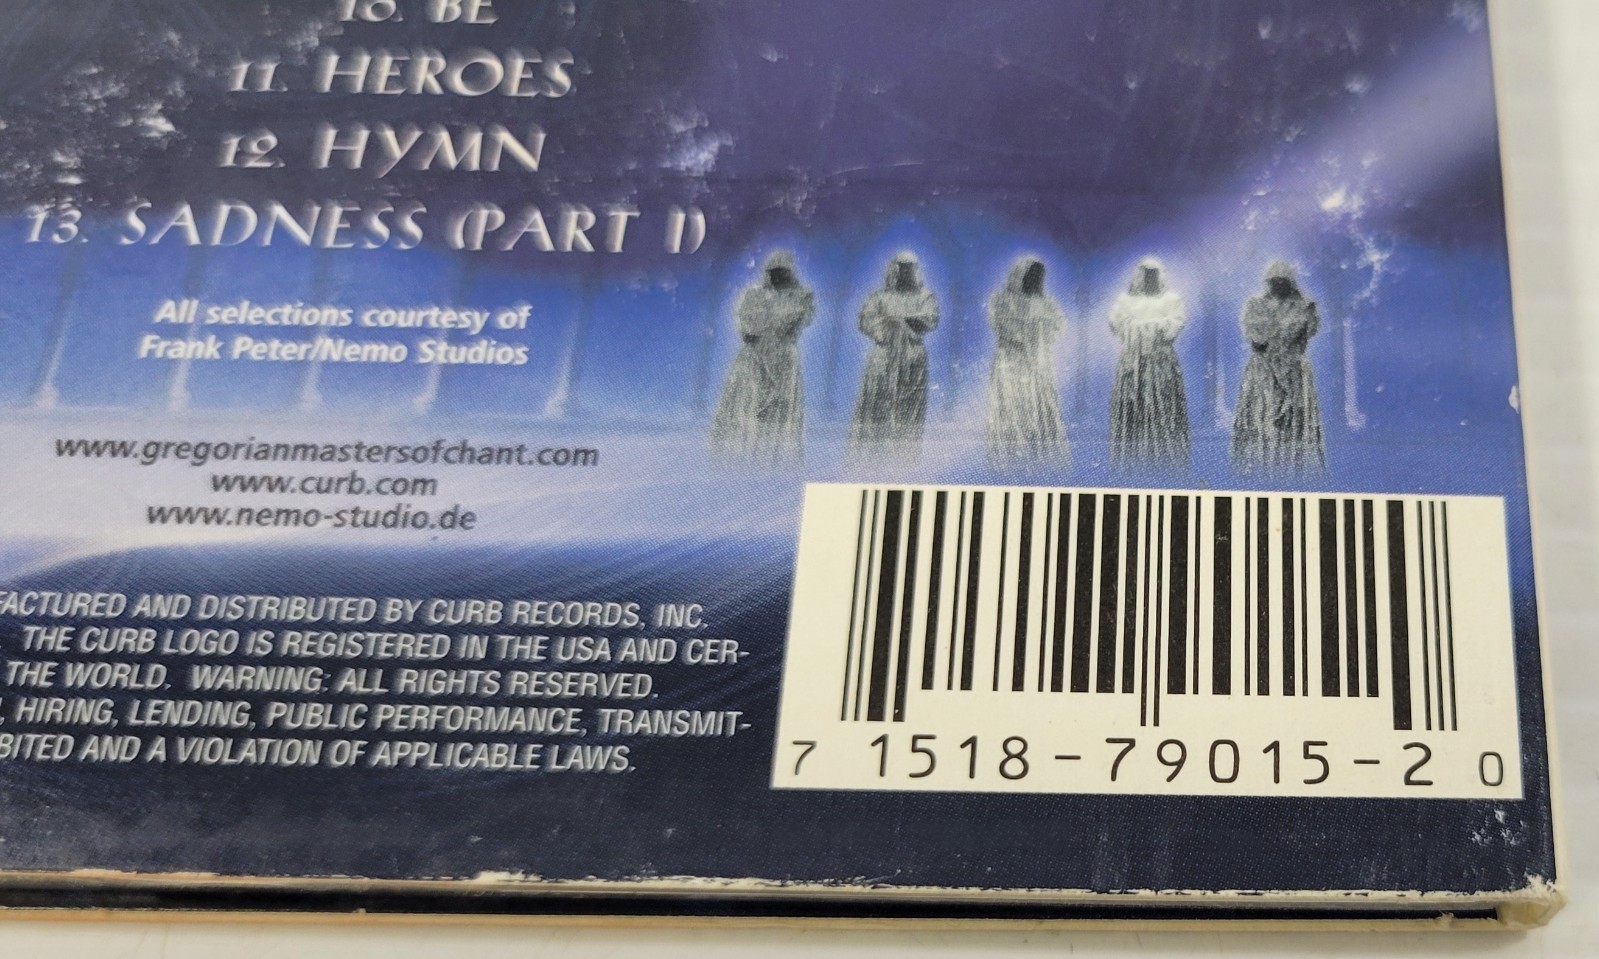 10. BE
11. HEROES
12. HYMN
13. SADNESS (PART I)
All selections courtesy of
Frank Peter/Nemo Studios
www.gregorianmastersofchant.com
www.curb.com
www.nemo-studio.de
FACTURED AND DISTRIBUTED BY CURB RECORDS, INC.
THE CURB LOGO IS REGISTERED IN THE USA AND CER-
THE WORLD. WARNING: ALL RIGHTS RESERVED.
, HIRING, LENDING, PUBLIC PERFORMANCE, TRANSMIT-
BITED AND A VIOLATION OF APPLICABLE LAWS.
7 1518-79015-2 0